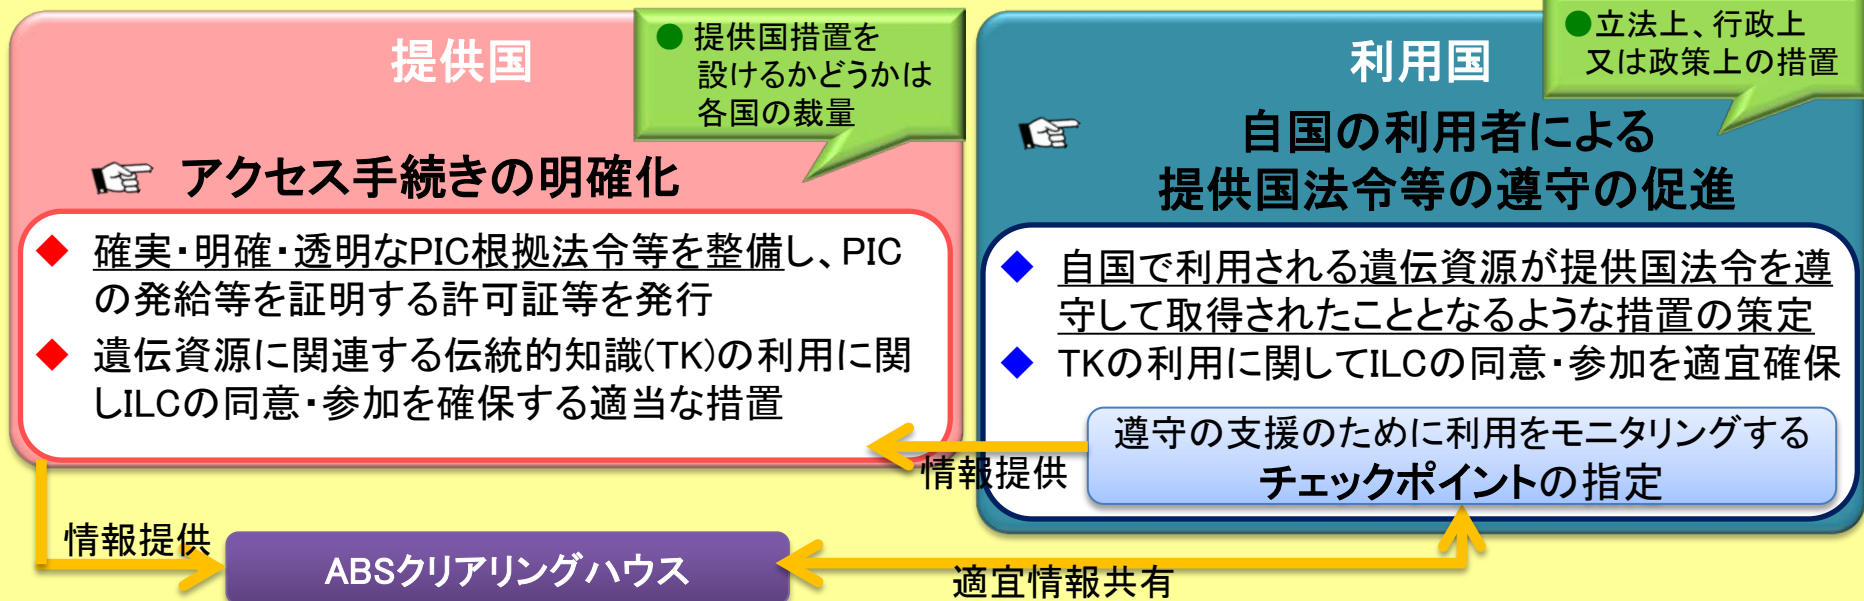 提供国
● 提供国措置を
設けるかどうかは
各国の裁量
☞ アクセス手続きの明確化
◆ 確実・明確・透明なPIC根拠法令等を整備し、PIC
の発給等を証明する許可証等を発行
◆ 遺伝資源に関連する伝統的知識(TK)の利用に関
しILCの同意・参加を確保する適当な措置
利用国
●立法上、行政上
又は政策上の措置
☞ 自国の利用者による
提供国法令等の遵守の促進
◆ 自国で利用される遺伝資源が提供国法令を遵
守して取得されたこととなるような措置の策定
◆ TKの利用に関してILCの同意・参加を適宜確保
遵守の支援のために利用をモニタリングする
チェックポイントの指定
情報提供
情報提供
ABSクリアリングハウス
適宜情報共有